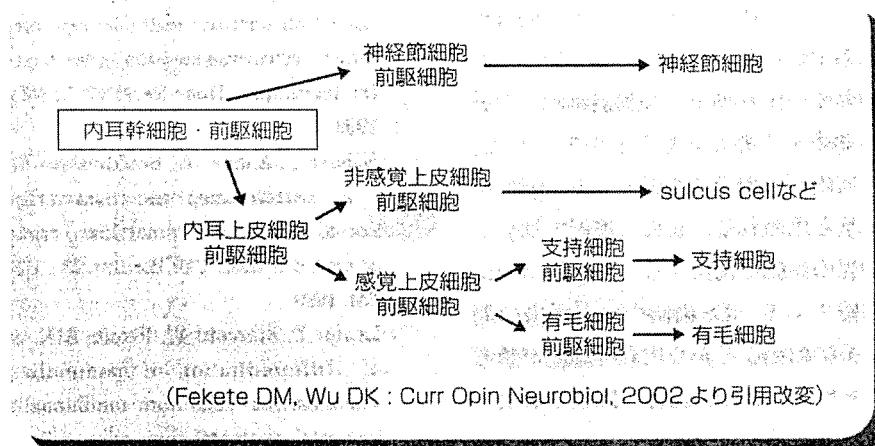 神経節細胞
前駆細胞
神経節細胞
内耳幹細胞・前駆細胞
非感覚上皮細胞
前駆細胞
sulcus cellなど
内耳上皮細胞
前駆細胞
支持細胞
前駆細胞
支持細胞
感覚上皮細胞
前駆細胞
有毛細胞
前駆細胞
有毛細胞
(Fekete DM, Wu DK : Curr Opin Neurobiol, 2002 より引用改変)